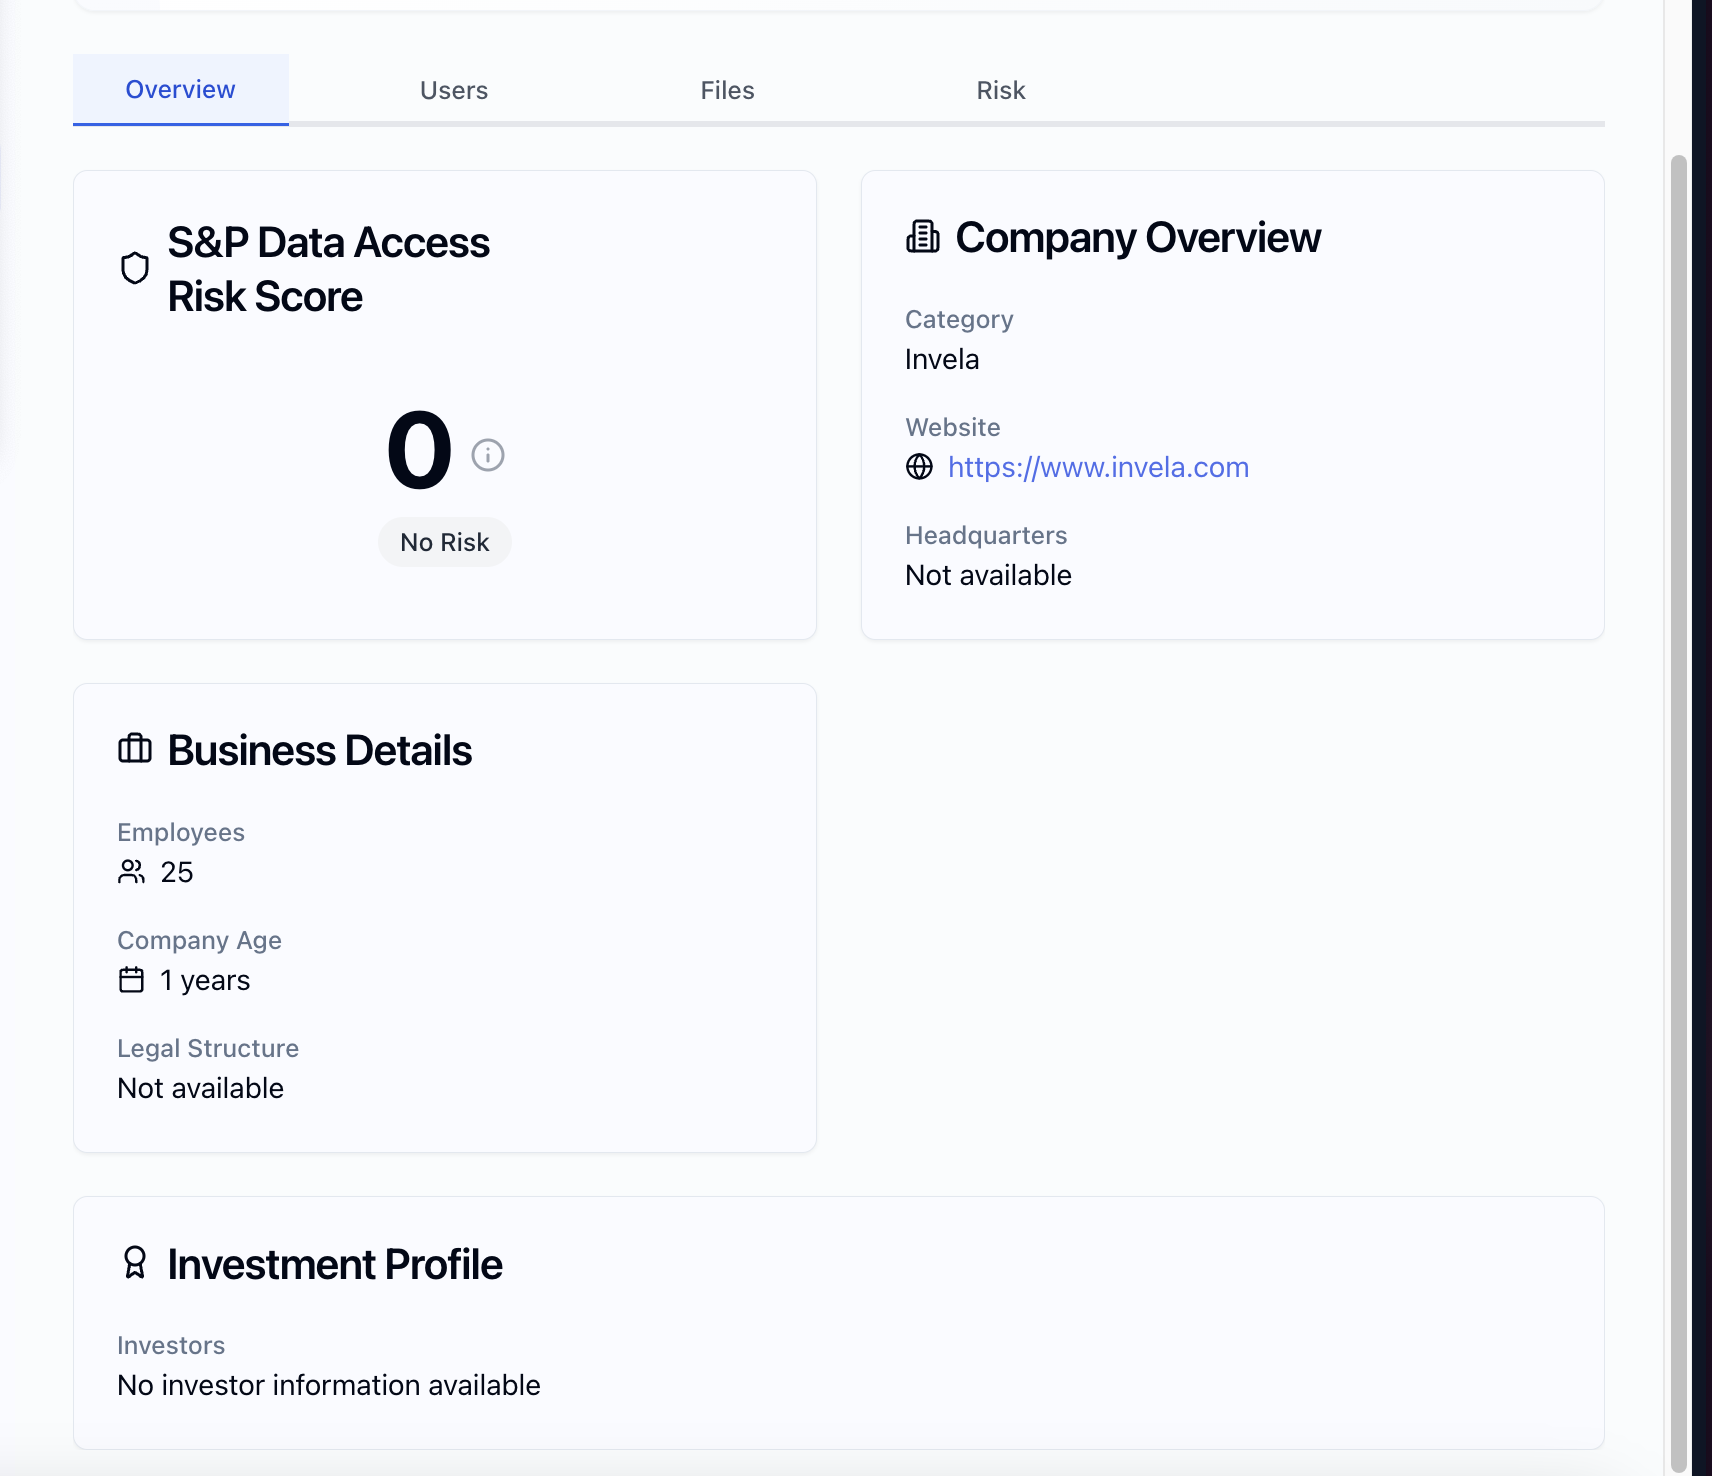 Overview
Users
Files
Risk
S&P Data Access
Risk Score
0
No Risk
Company Overview
Category
Invela
Website
https://www.invela.com
Headquarters
Not available
Business Details
Employees
25
Company Age
1 years
Legal Structure
Not available
Investment Profile
Investors
No investor information available